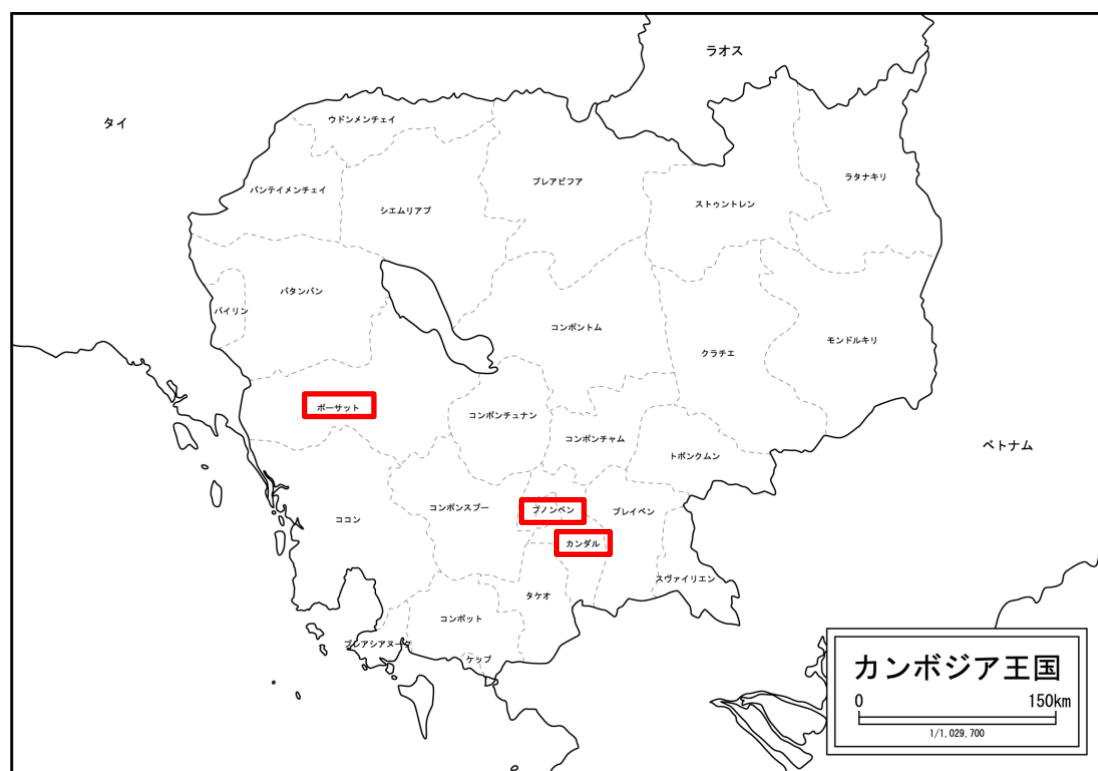 ラオス
タイ
ウドンメンチェイ
バンテイメンチェイ
シエムリアプ
プレアビフア
ストゥントレン
ラタナキリ
バタンバン
パイリン
コンポントム
クラチエ
モンドルキリ
ポーサット
コンポンチュナン
コンポンチャム
トボンクムン
ベトナム
ココン
コンポンスプー
プノンペン
プレイベン
カンダル
スヴァイリエン
タケオ
コンポット
プレアシアヌーク
ケップ
カンボジア王国
0 150km
1/1,029,700